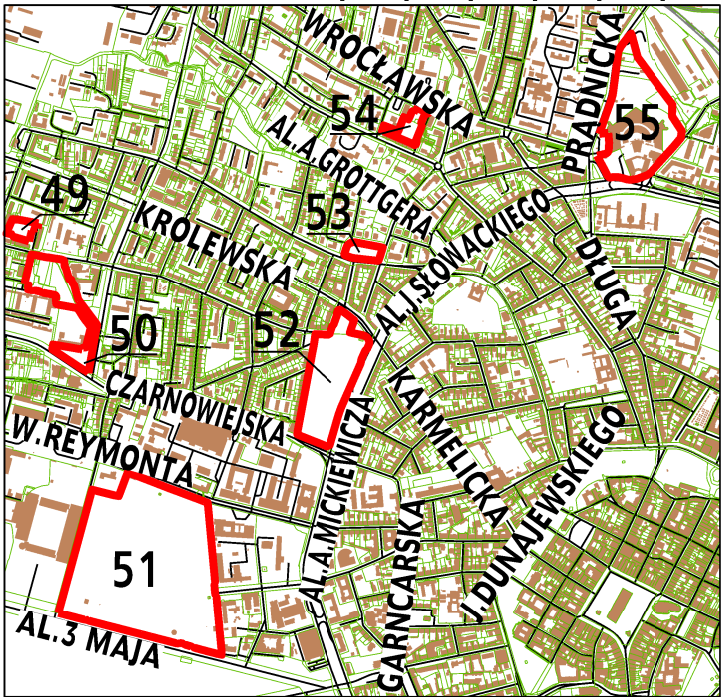 WROCŁAWSKA
PRĄDNICKA
54
55
AL.A.GROTTGERA
49
53
KROLEWSKA
AL.J.SŁOWACKIEGO
DŁUGA
50
52
CZARNOWIEJSKA
KARMELICKA
W.REYMONTA
AL.A.MICKIEWICZA
J.DUNAJEWSKIEGO
GARNCARSKA
51
AL.3 MAJA